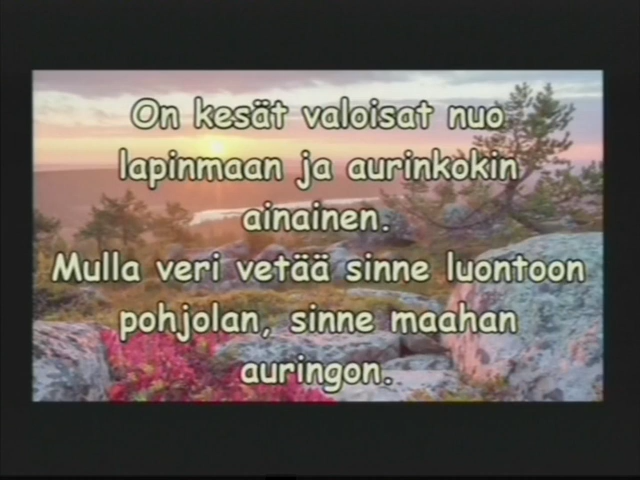 On kesät valoisat nuo
lapinmaan ja aurinkokin
ainainen.
Mulla veri vetää sinne luontoon
pohjolan, sinne maahan
auringon.